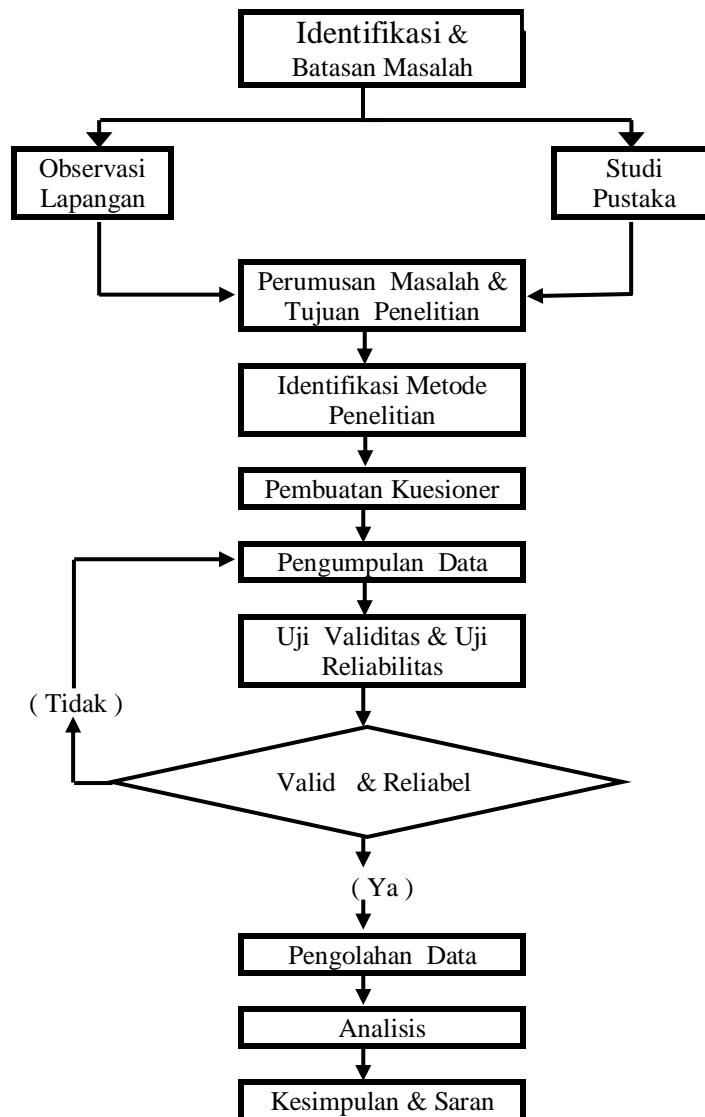 Identifikasi &
Batasan Masalah
Observasi
Lapangan
Studi
Pustaka
Perumusan Masalah &
Tujuan Penelitian
Identifikasi Metode
Penelitian
Pembuatan Kuesioner
Pengumpulan Data
Uji Validitas & Uji
Reliabilitas
( Tidak )
Valid & Reliabel
( Ya )
Pengolahan Data
Analisis
Kesimpulan & Saran